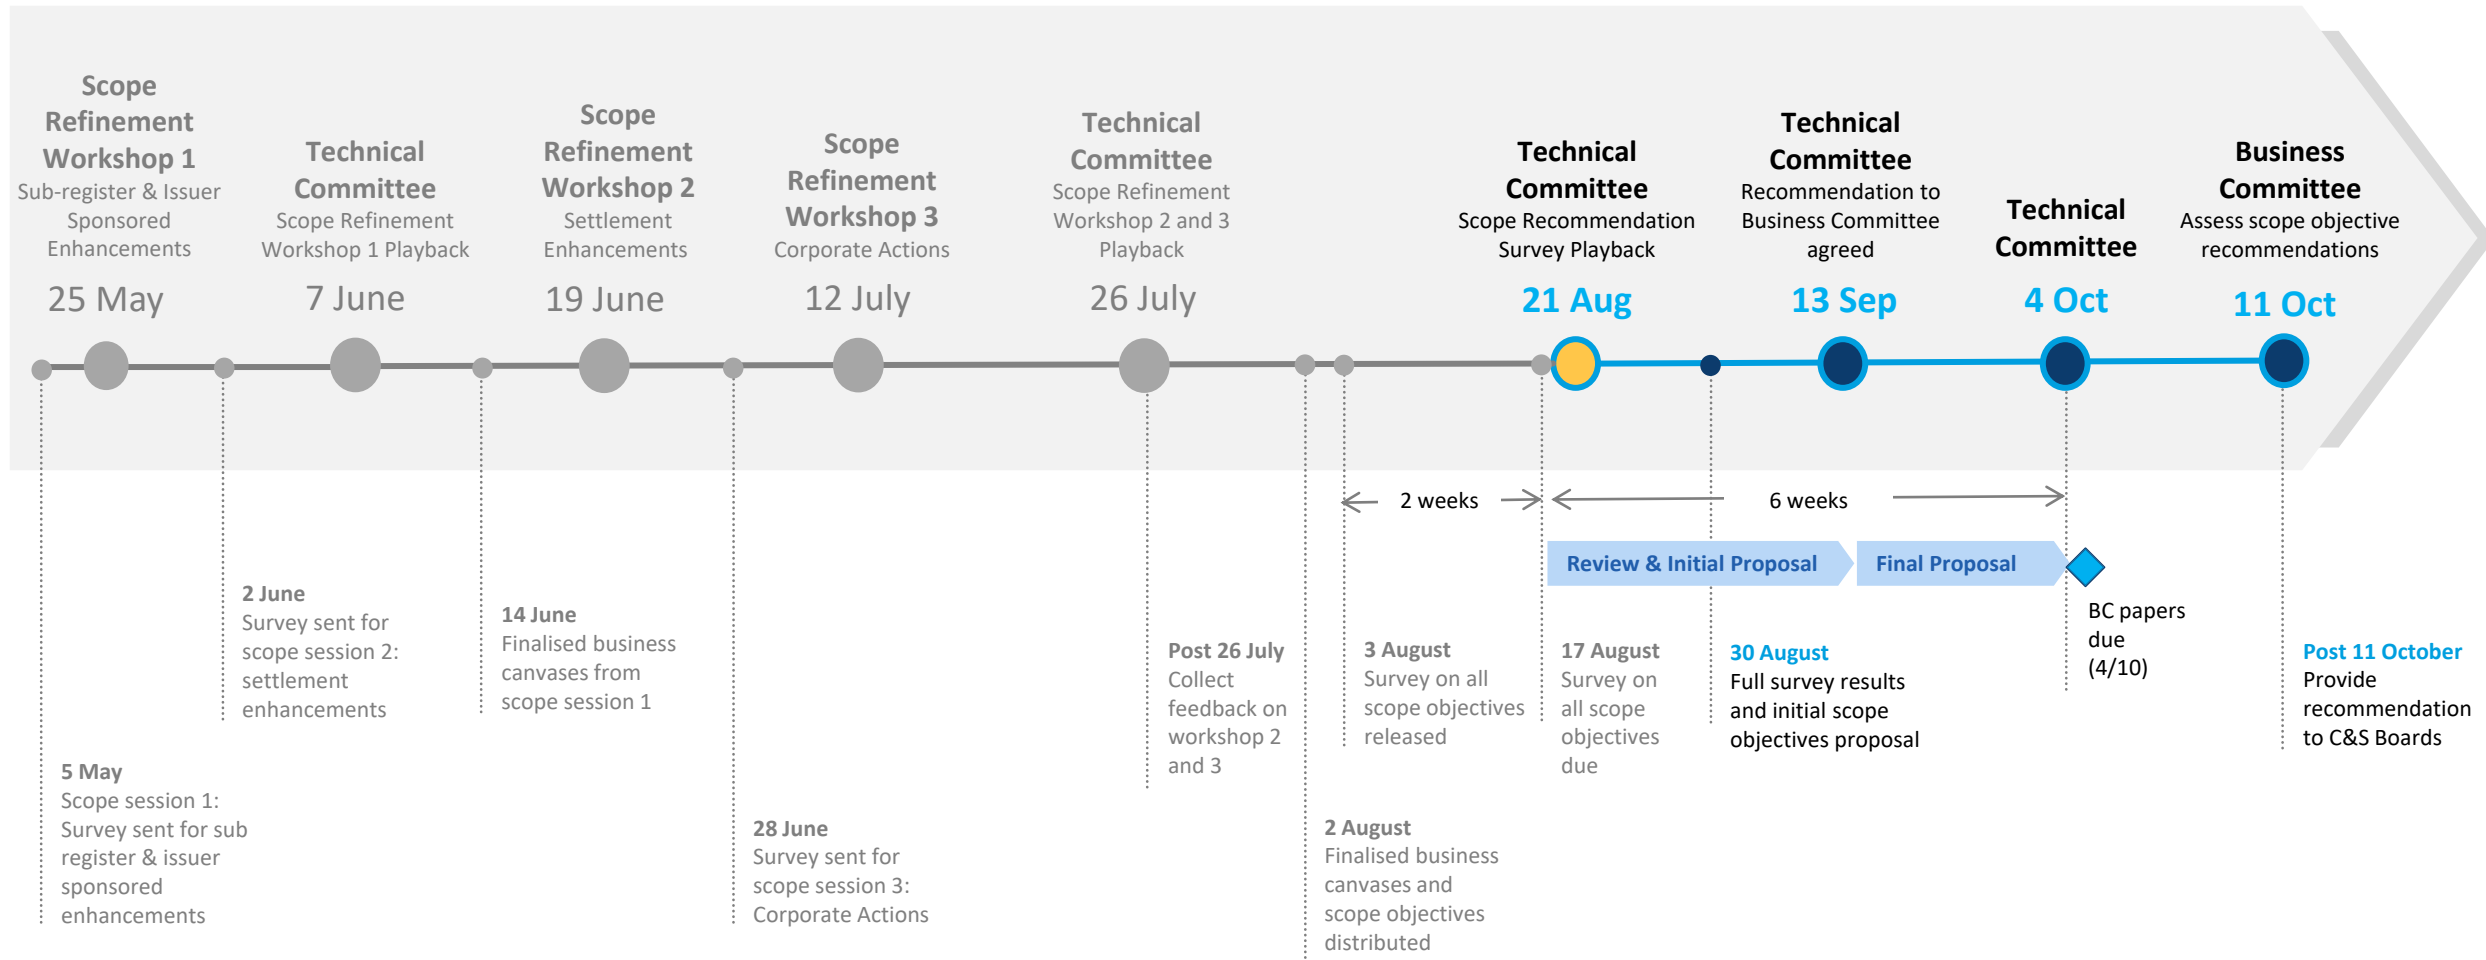 Scope
Refinement
Workshop 1
Sub-register & Issuer
Sponsored
Enhancements
25 May
Technical
Committee
Scope Refinement
Workshop 1 Playback
7 June
Scope
Refinement
Workshop 2
Settlement
Enhancements
19 June
Scope
Refinement
Workshop 3
Corporate Actions
12 July
Technical
Committee
Scope Refinement
Workshop 2 and 3
Playback
26 July
Technical
Committee
Scope Recommendation
Survey Playback
21 Aug
Technical
Committee
Recommendation to
Business Committee
agreed
13 Sep
Technical
Committee
4 Oct
Business
Committee
Assess scope objective
recommendations
11 Oct
2 weeks
6 weeks
Review & Initial Proposal
Final Proposal
BC papers
due
(4/10)
5 May
Scope session 1:
Survey sent for sub
register & issuer
sponsored
enhancements
2 June
Survey sent for
scope session 2:
settlement
enhancements
14 June
Finalised business
canvases from
scope session 1
28 June
Survey sent for
scope session 3:
Corporate Actions
Post 26 July
Collect
feedback on
workshop 2
and 3
2 August
Finalised business
canvases and
scope objectives
distributed
3 August
Survey on all
scope objectives
released
17 August
Survey on
all scope
objectives
due
30 August
Full survey results
and initial scope
objectives proposal
Post 11 October
Provide
recommendation
to C&S Boards